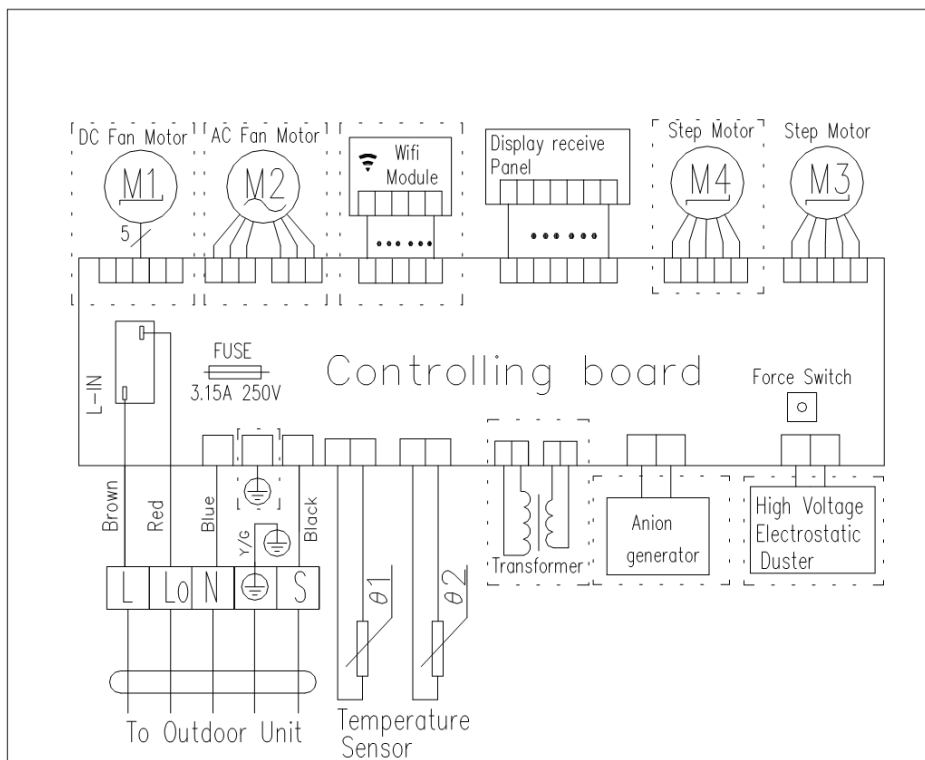 DC Fan Motor
AC Fan Motor
Wifi
Module
Display receive
Panel
Step Motor
Step Motor
M1
M2
M4
M3
5
L-IN
FUSE
3.15A 250V
Controlling board
Force Switch
Brown
Red
Blue
Y/G
Black
Transformer
Anion
generator
High Voltage
Electrostatic
Duster
L
Lo
N
S
θ1
θ2
To Outdoor Unit
Temperature
Sensor